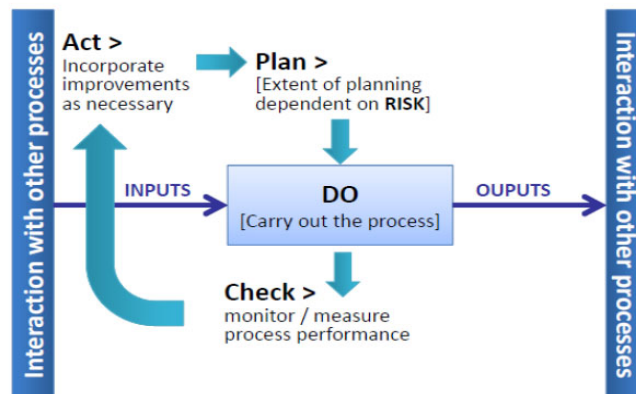 Interaction with other processes
Act >
Incorporate
improvements
as necessary
Plan >
[Extent of planning
dependent on RISK]
INPUTS
DO
[Carry out the process]
OUPUTS
Check >
monitor / measure
process performance
Interaction with other
processes